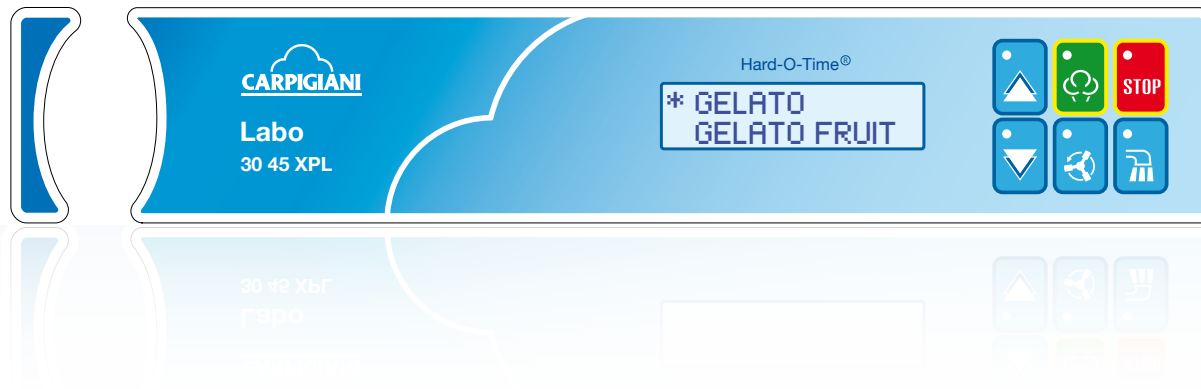 CARPIGIANI
Labo
30 45 XPL
Hard-O-Time®
* GELATO
GELATO FRUIT
STOP